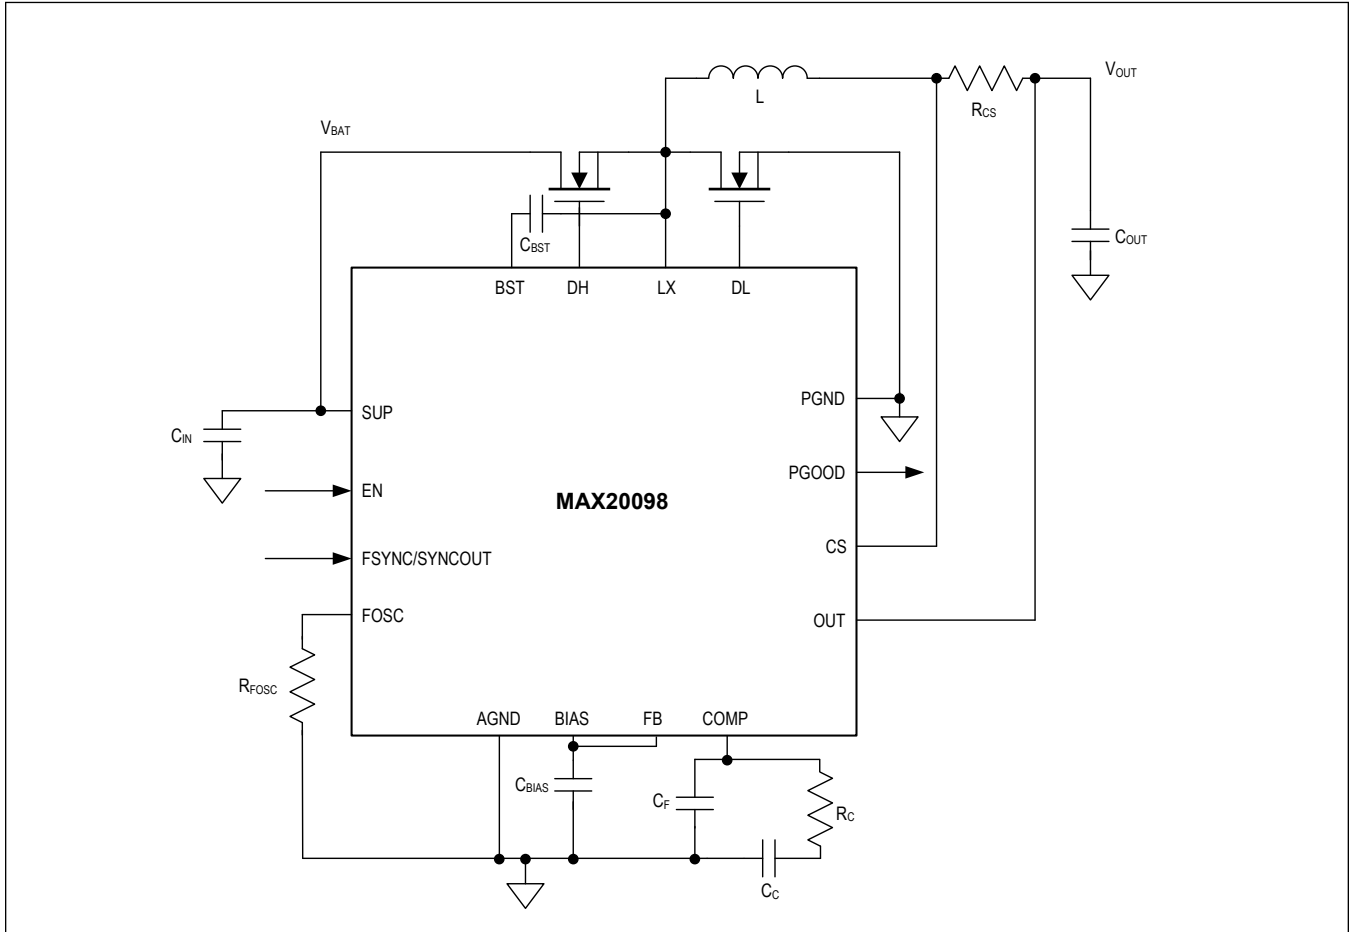 VOUT
L
RCS
VBAT
CBST
COUT
BST DH LX DL
SUP
PGND
CIN
PGOOD
EN
MAX20098
CS
FSYNC/SYNCOUT
FOSC
OUT
RFOSC
AGND BIAS FB COMP
CBIAS
CF
RC
CC